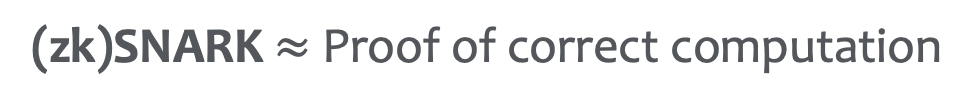 (zk)SNARK ≈ Proof of correct computation